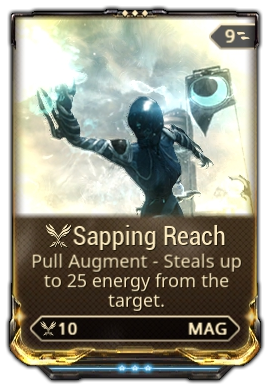 9
Sapping Reach
Pull Augment - Steals up
to 25 energy from the
target.
10 MAG